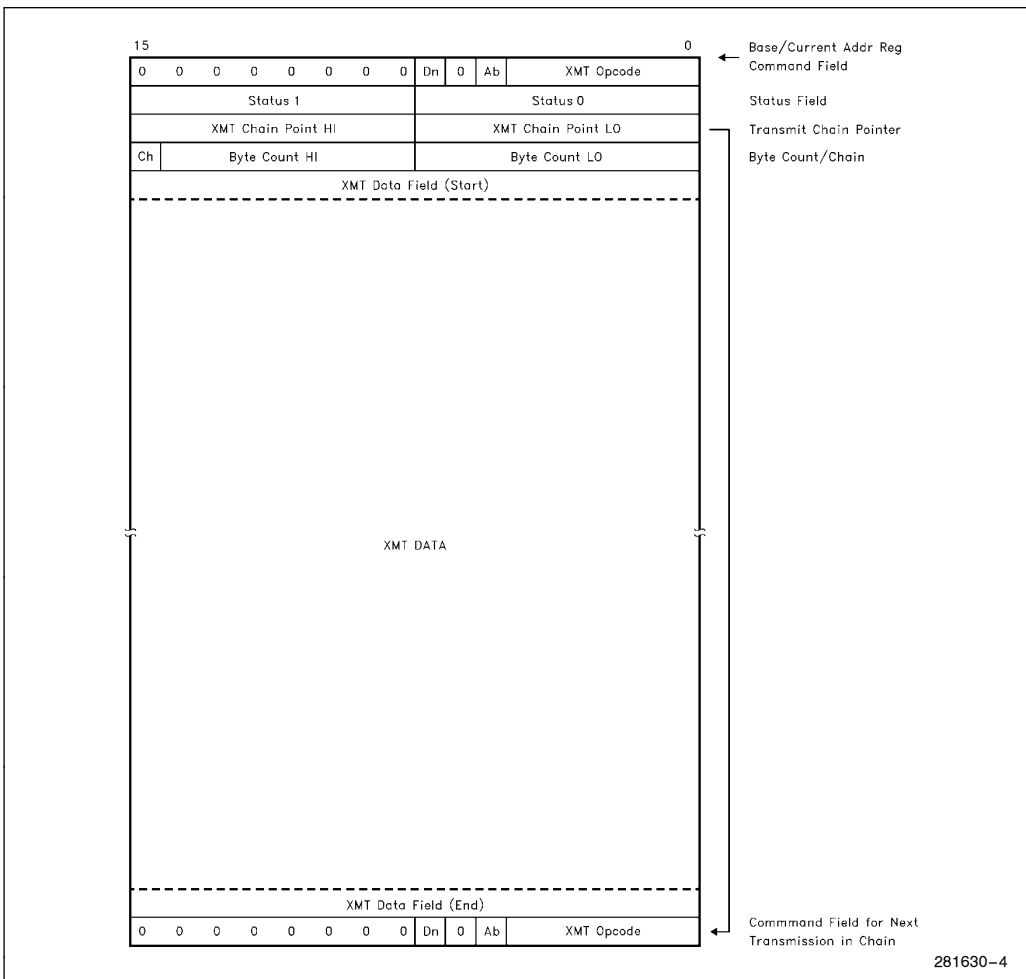 15 0
Base/Current Addr Reg
0 0 0 0 0 0 0 0 Dn 0 Ab XMT Opcode
Command Field
Status 1 Status 0 Status Field
XMT Chain Point HI XMT Chain Point LO Transmit Chain Pointer
Ch Byte Count HI Byte Count LO Byte Count/Chain
XMT Data Field (Start)
XMT DATA
XMT Data Field (End)
0 0 0 0 0 0 0 0 Dn 0 Ab XMT Opcode
Commmand Field for Next
Transmission in Chain
281630–4